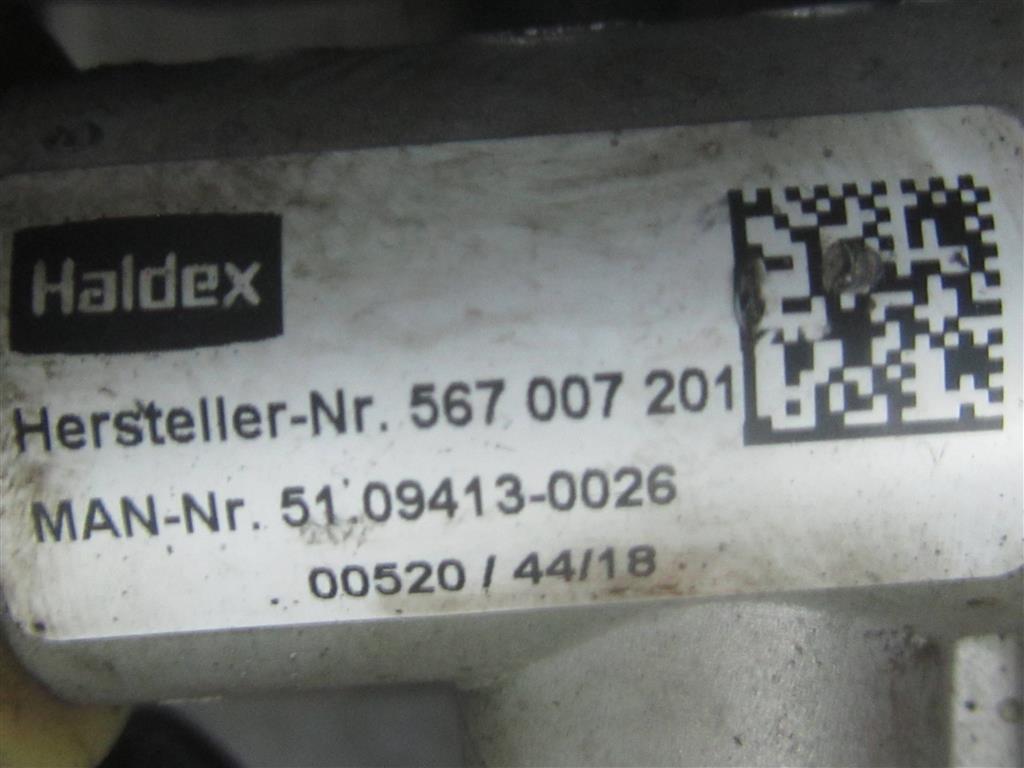 Haldex
Hersteller-Nr. 567 007 201
MAN-Nr. 51.09413-0026
00520 / 44/18